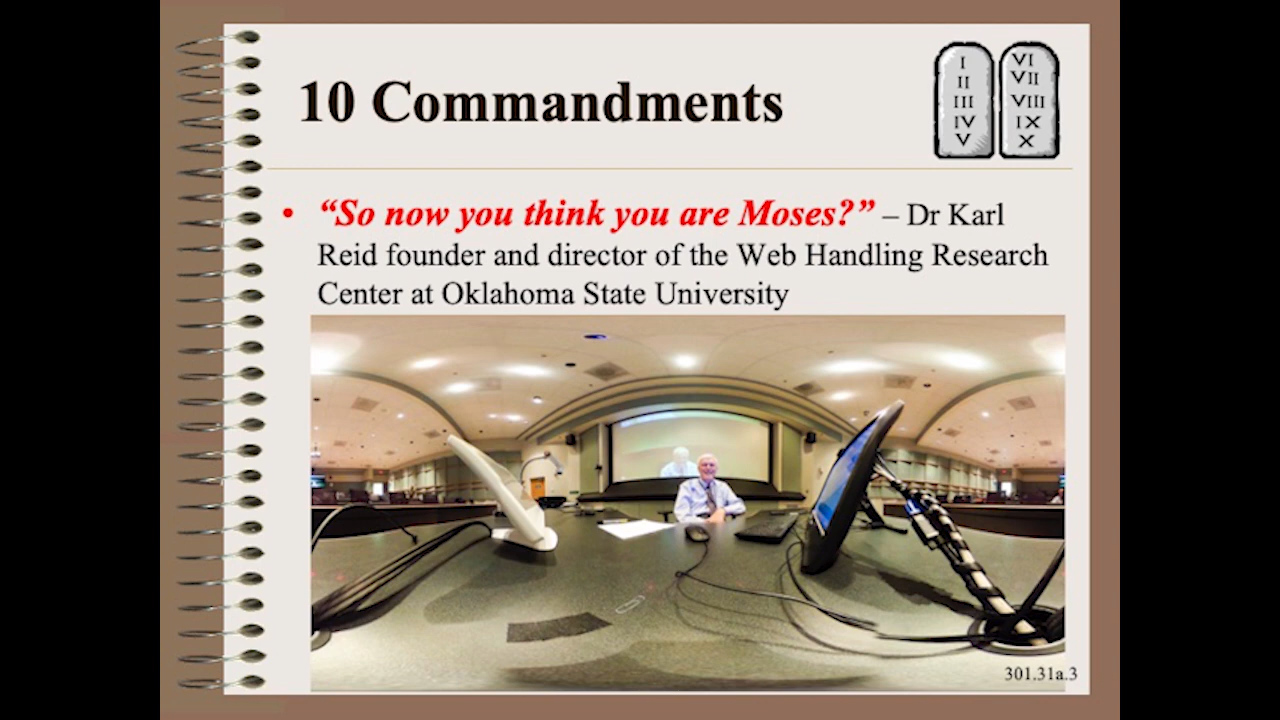 10 Commandments
I
II
III
IV
V
VI
VII
VIII
IX
X
• “So now you think you are Moses?” – Dr Karl
Reid founder and director of the Web Handling Research
Center at Oklahoma State University
301.31a.3